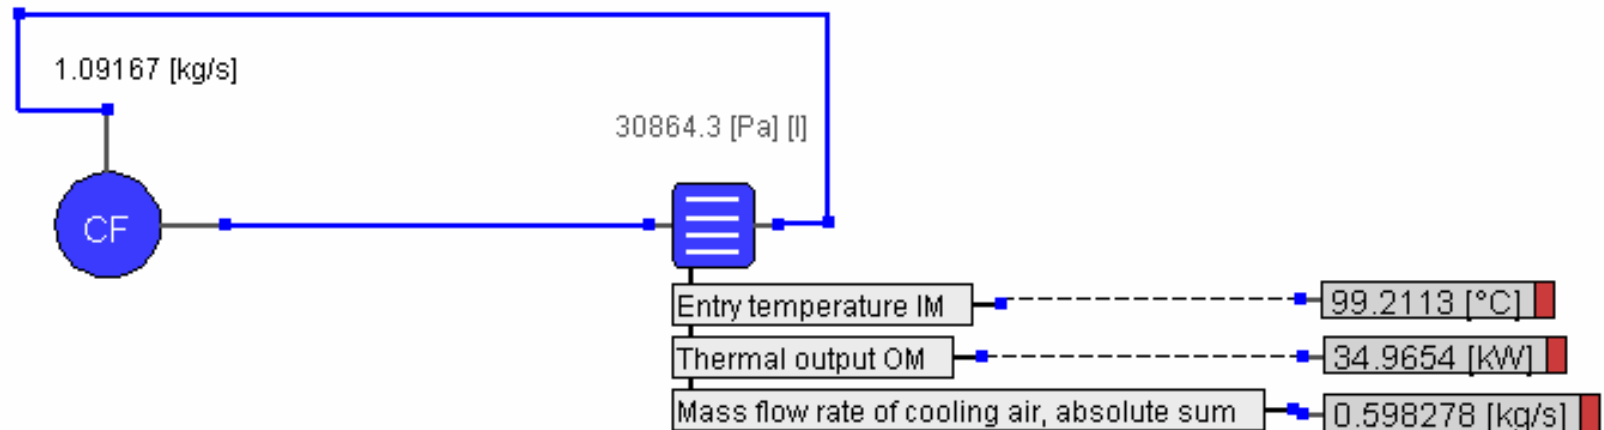 1.09167 [kg/s]
30864.3 [Pa] [I]
CF
Entry temperature IM
99.2113 [°C]
Thermal output OM
34.9654 [kW]
Mass flow rate of cooling air, absolute sum
0.598278 [kg/s]